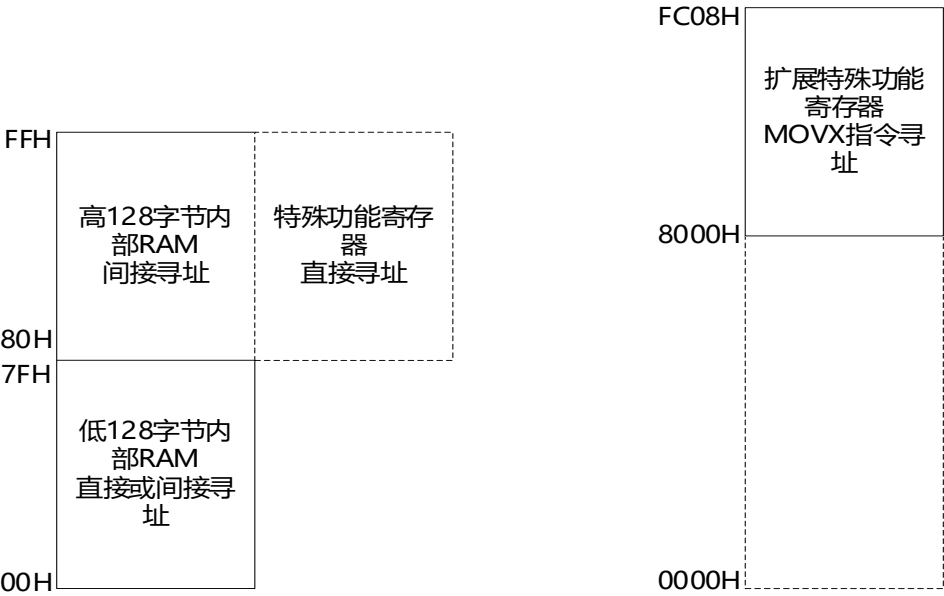 FC08H
扩展特殊功能
寄存器
MOVX指令寻
址
8000H
0000H
FFH
高128字节内
部RAM
间接寻址
特殊功能寄存
器
直接寻址
80H
7FH
低128字节内
部RAM
直接或间接寻
址
00H